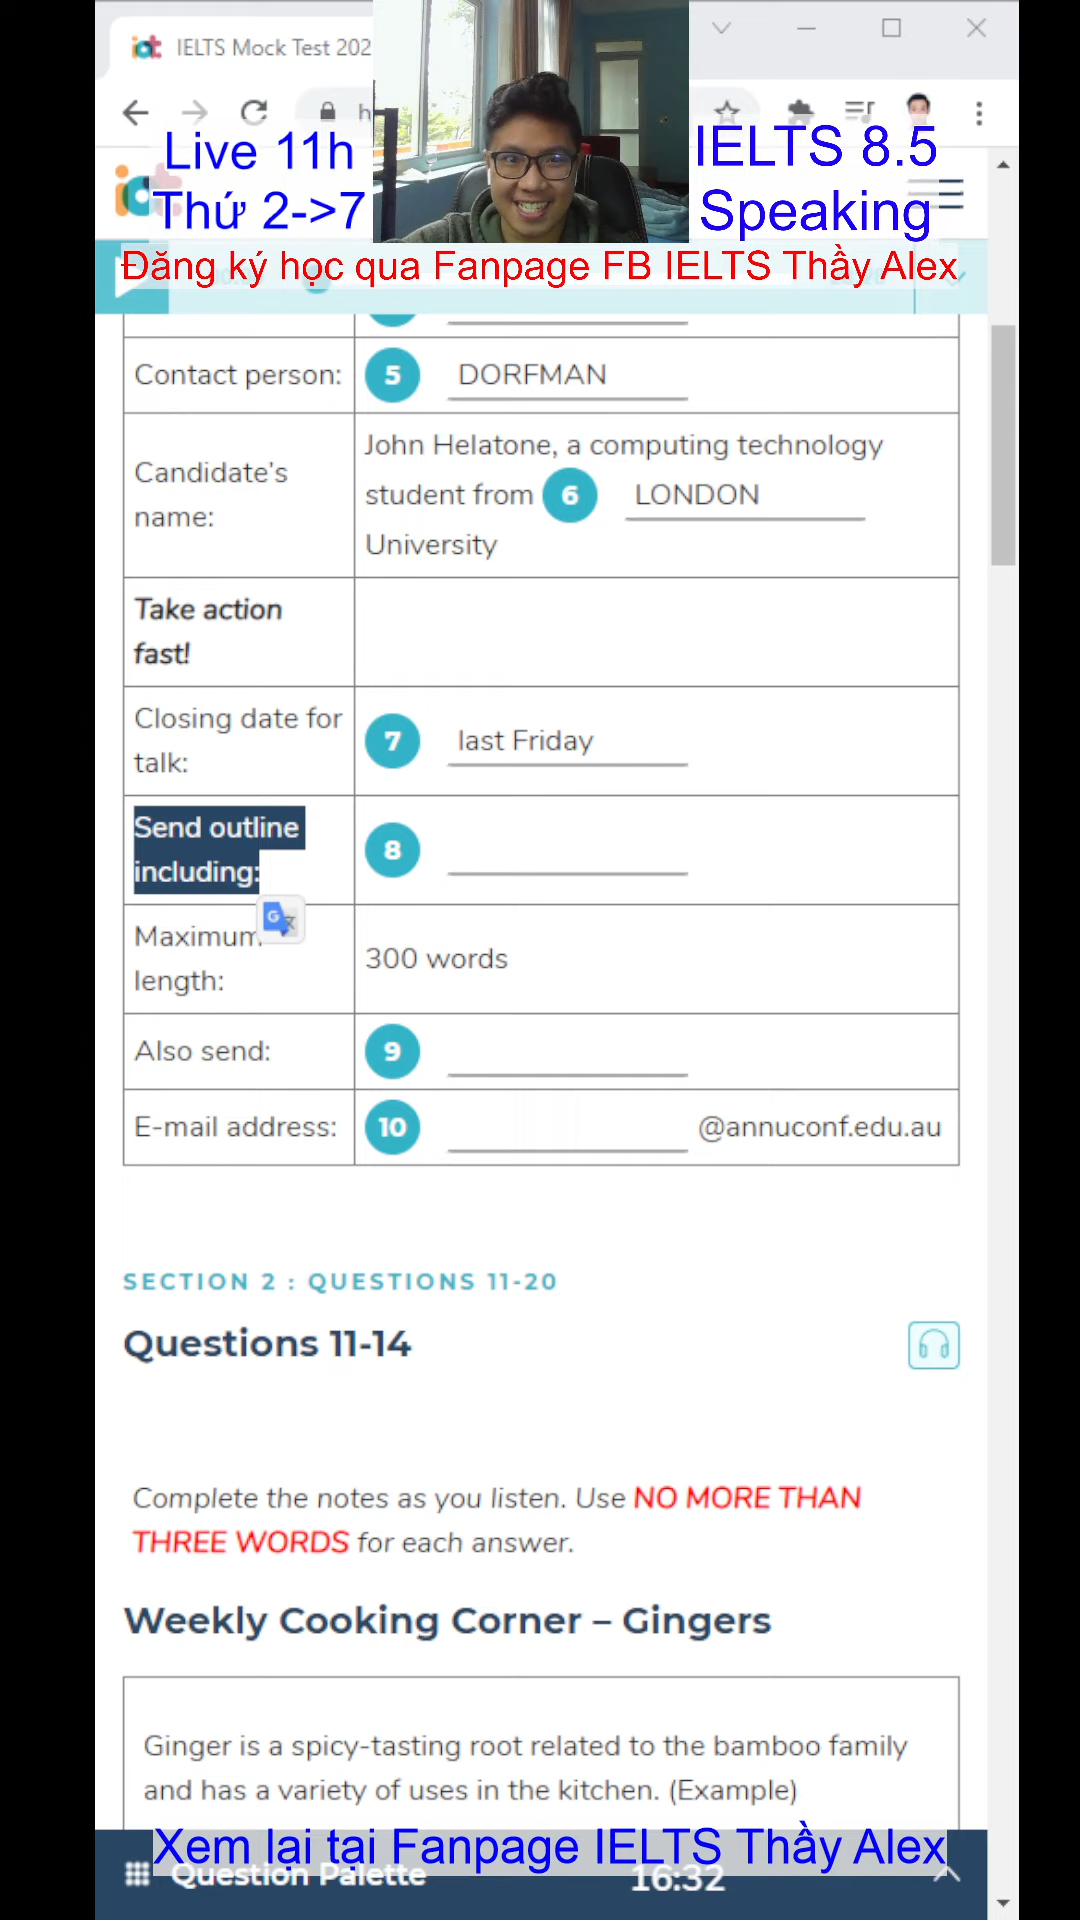 IELTS Mock Test 202
Live 11h
Thứ 2->7
IELTS 8.5
Speaking
Đăng ký học qua Fanpage FB IELTS Thầy Alex
Contact person:
5
DORFMAN
Candidate's
name:
John Helatone, a computing technology
student from 6 LONDON
University
Take action
fast!
Closing date for
talk:
7
last Friday
Send outline
including:
8
Maximum
length:
300 words
Also send:
9
E-mail address:
10
@annuconf.edu.au
SECTION 2 : QUESTIONS 11-20
Questions 11-14
Complete the notes as you listen. Use NO MORE THAN
THREE WORDS for each answer.
Weekly Cooking Corner – Gingers
Ginger is a spicy-tasting root related to the bamboo family
and has a variety of uses in the kitchen. (Example)
Xem lại tại Fanpage IELTS Thầy Alex
Question Palette
16:32